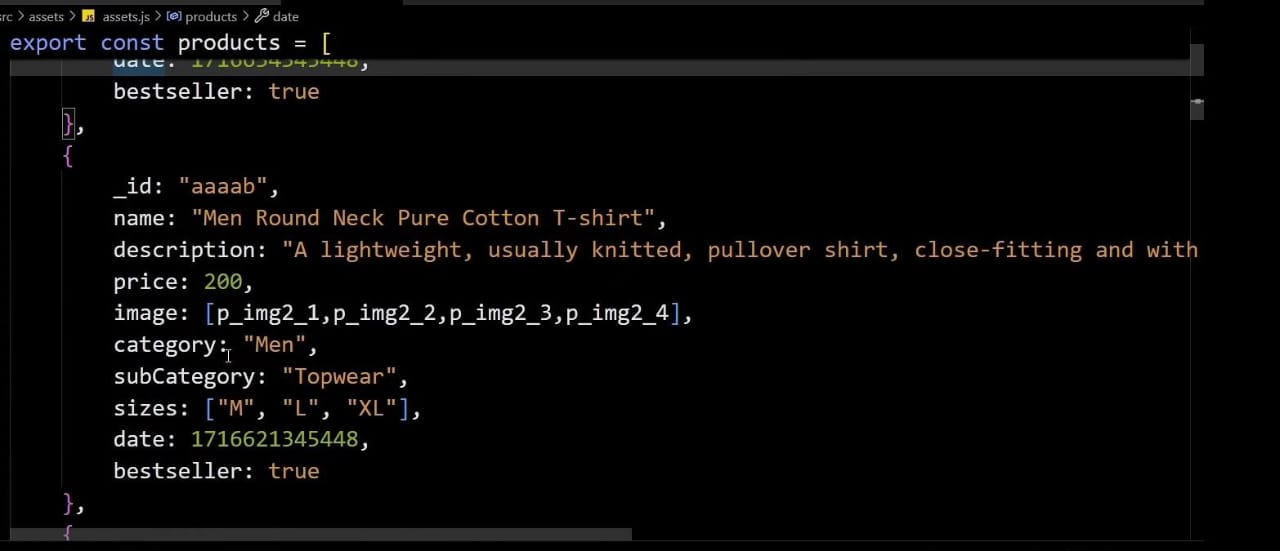 src > assets > JS assets.js > products > date
export const products = [
date: 1716634345448,
bestseller: true
},
{
_id: "aaaab",
name: "Men Round Neck Pure Cotton T-shirt",
description: "A lightweight, usually knitted, pullover shirt, close-fitting and with
price: 200,
image: [p_img2_1,p_img2_2,p_img2_3,p_img2_4],
category: "Men",
subCategory: "Topwear",
sizes: ["M", "L", "XL"],
date: 1716621345448,
bestseller: true
},
{